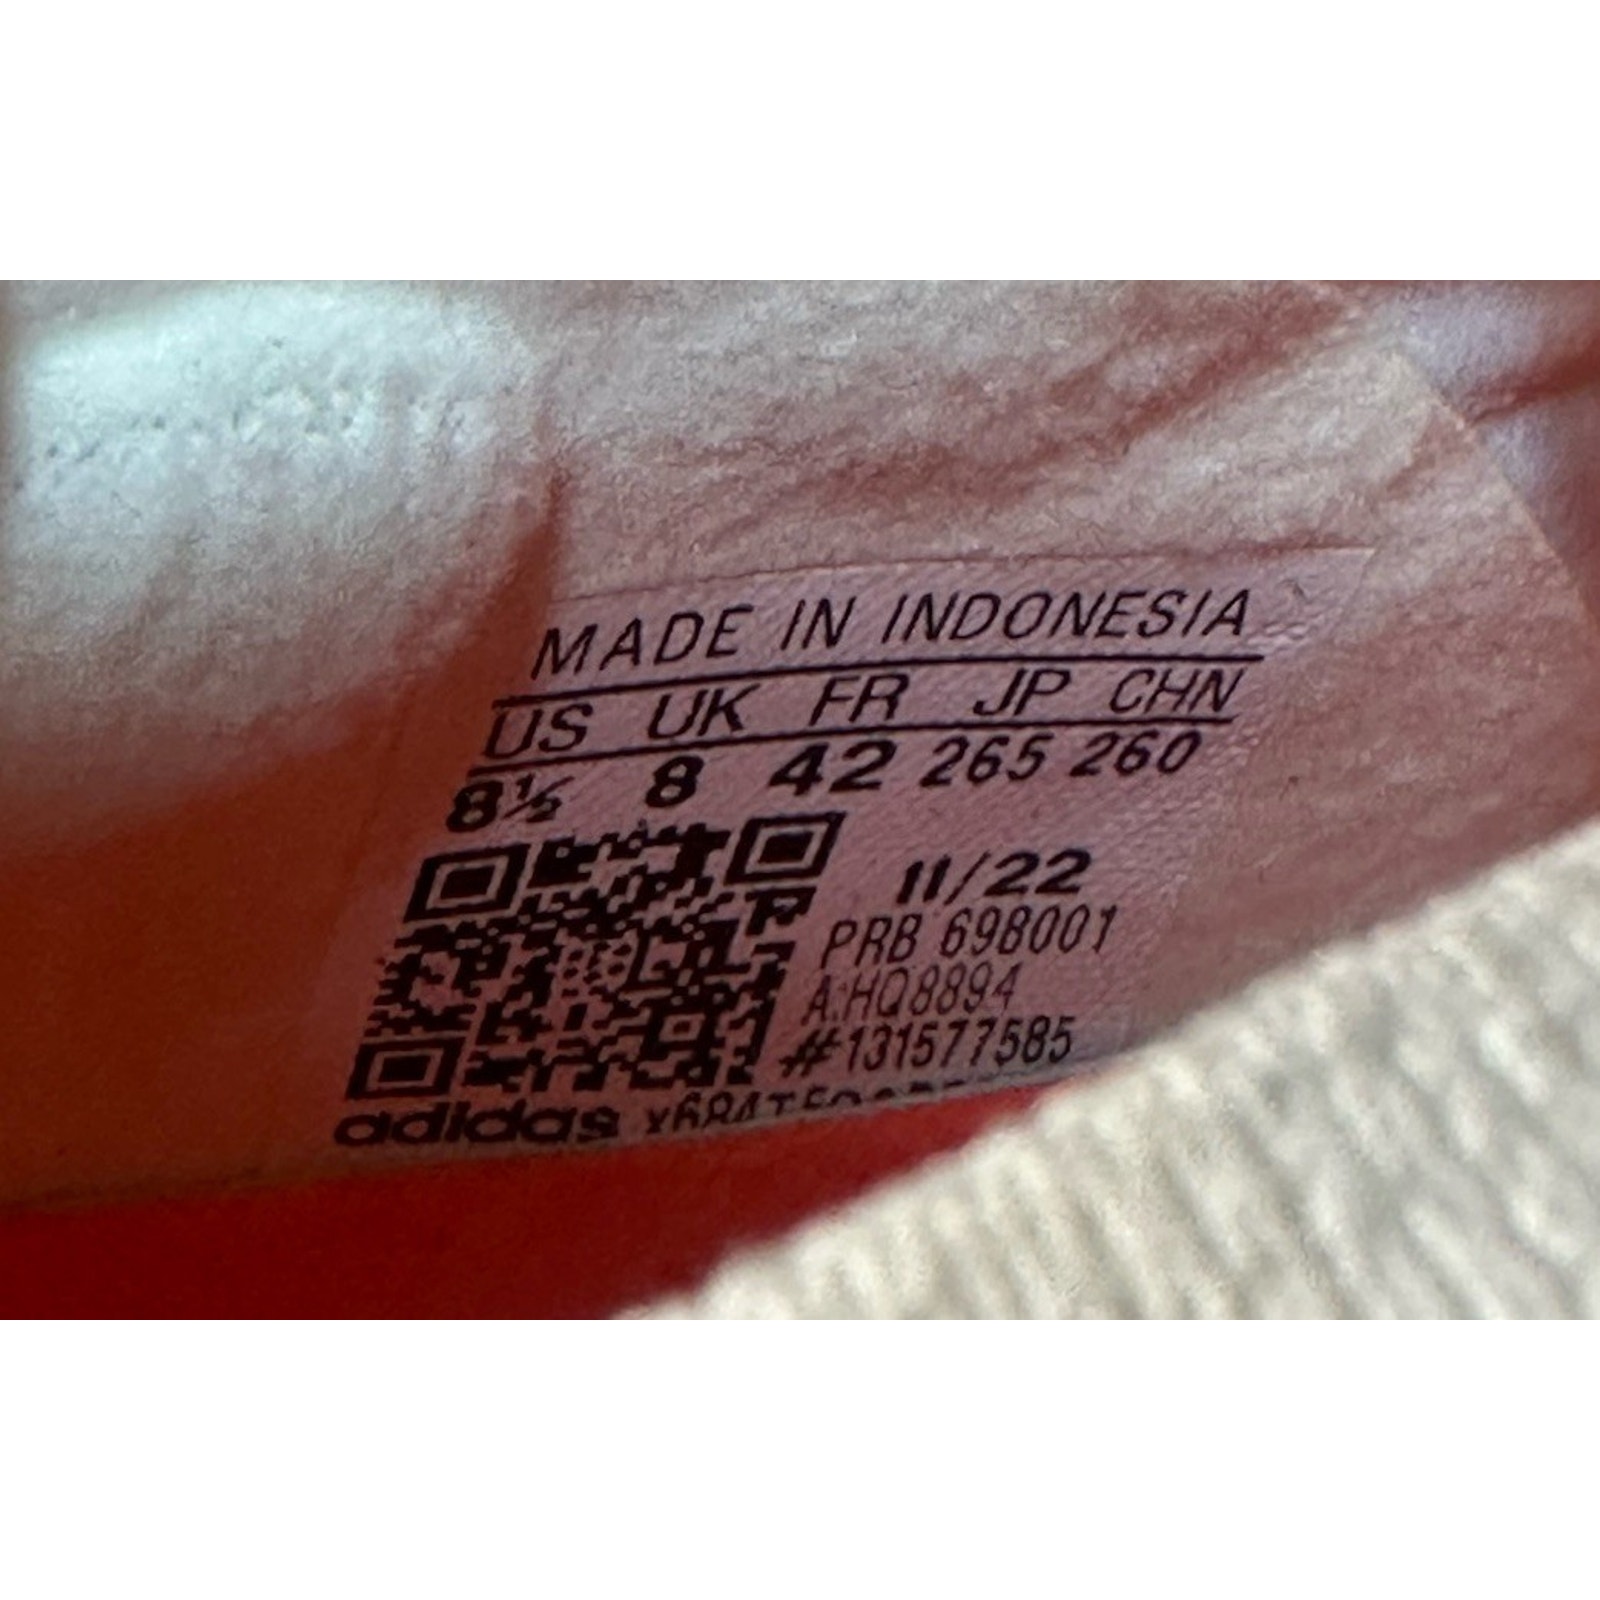 MADE IN INDONESIA
US UK FR JP CHN
8½ 8 42 265 260
11/22
PRB 698001
A:HQ8894
#131577585
adidas